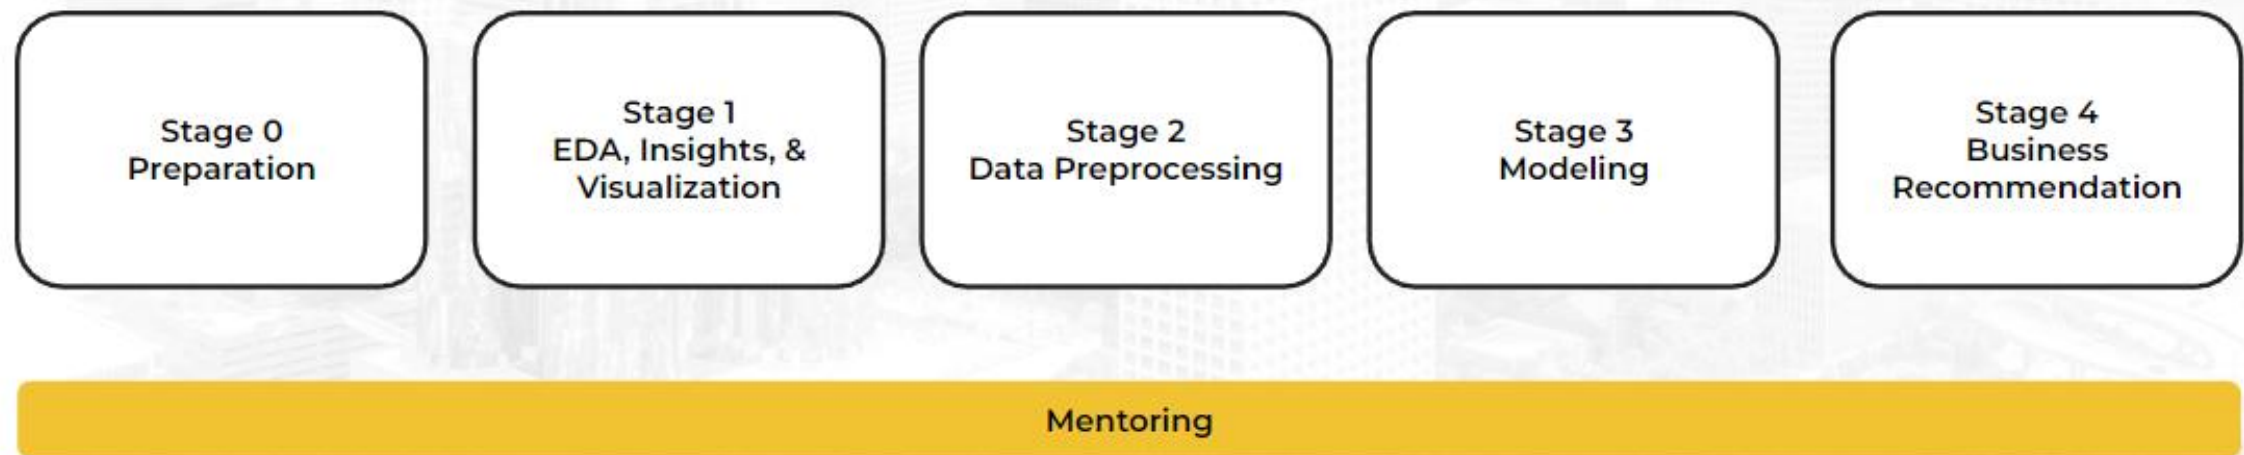 Stage 0
Preparation
Stage 1
EDA, Insights, &
Visualization
Stage 2
Data Preprocessing
Stage 3
Modeling
Stage 4
Business
Recommendation
Mentoring